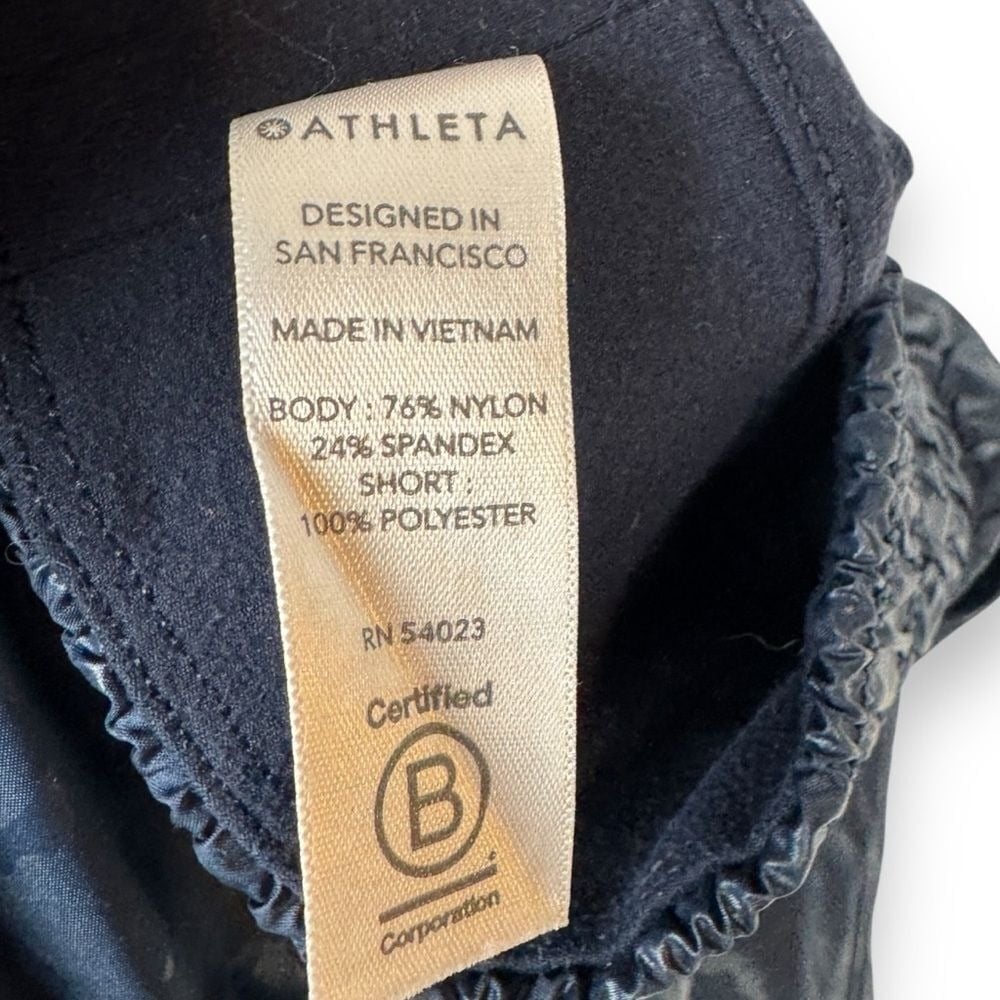 ATHLETA
DESIGNED IN
SAN FRANCISCO
MADE IN VIETNAM
BODY : 76% NYLON
24% SPANDEX
SHORT :
100% POLYESTER
RN 54023
Certified
B
Corporation